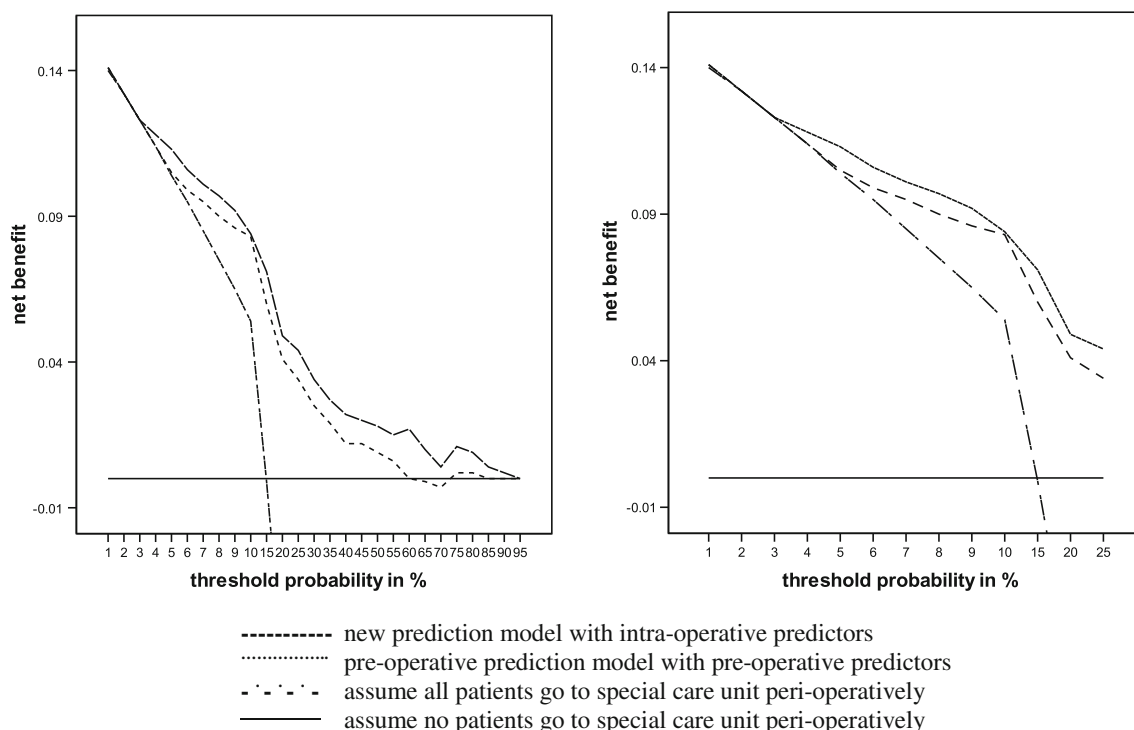 0.14
0.09
0.04
-0.01
net benefit
1 2 3 4 5 6 7 8 9 10 15 20 25 30 35 40 45 50 55 60 65 70 75 80 85 90 95
threshold probability in %
0.14
0.09
0.04
-0.01
net benefit
1 2 3 4 5 6 7 8 9 10 15 20 25
threshold probability in %
new prediction model with intra-operative predictors
pre-operative prediction model with pre-operative predictors
assume all patients go to special care unit peri-operatively
assume no patients go to special care unit peri-operatively